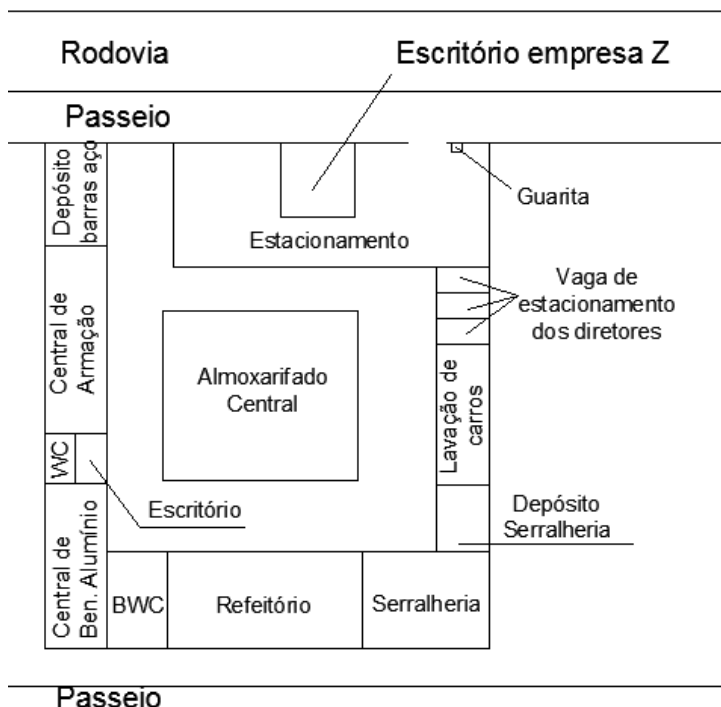 Rodovia
Escritório empresa Z
Passeio
Depósito
barras aço
Guarita
Estacionamento
Vaga de
estacionamento
dos diretores
Central de
Armação
Almoxarifado
Central
Lavação de
carros
WC
Escritório
Depósito
Serralheria
Central de
Ben. Alumínio
BWC
Refeitório
Serralheria
Passeio